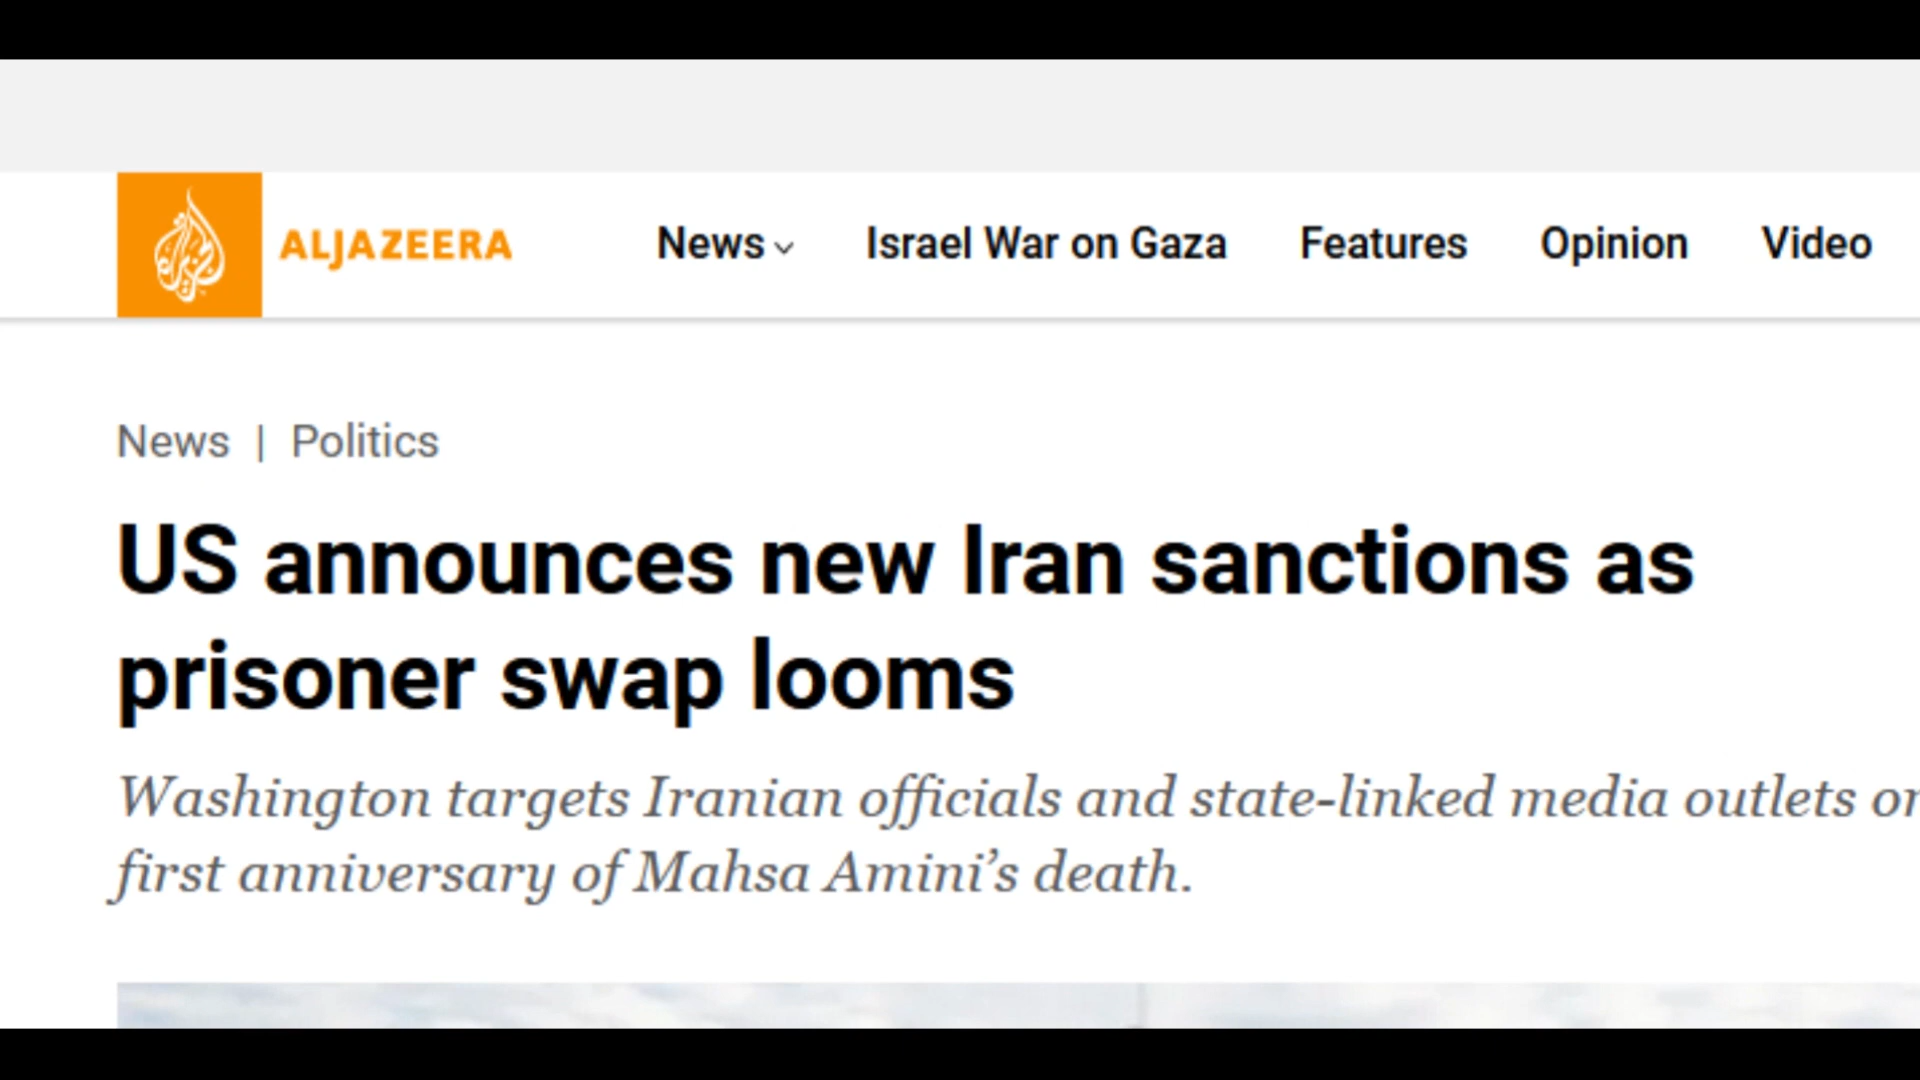 ALJAZEERA
News
Israel War on Gaza
Features
Opinion
Video
News | Politics
US announces new Iran sanctions as
prisoner swap looms
Washington targets Iranian officials and state-linked media outlets
first anniversary of Mahsa Amini’s death.